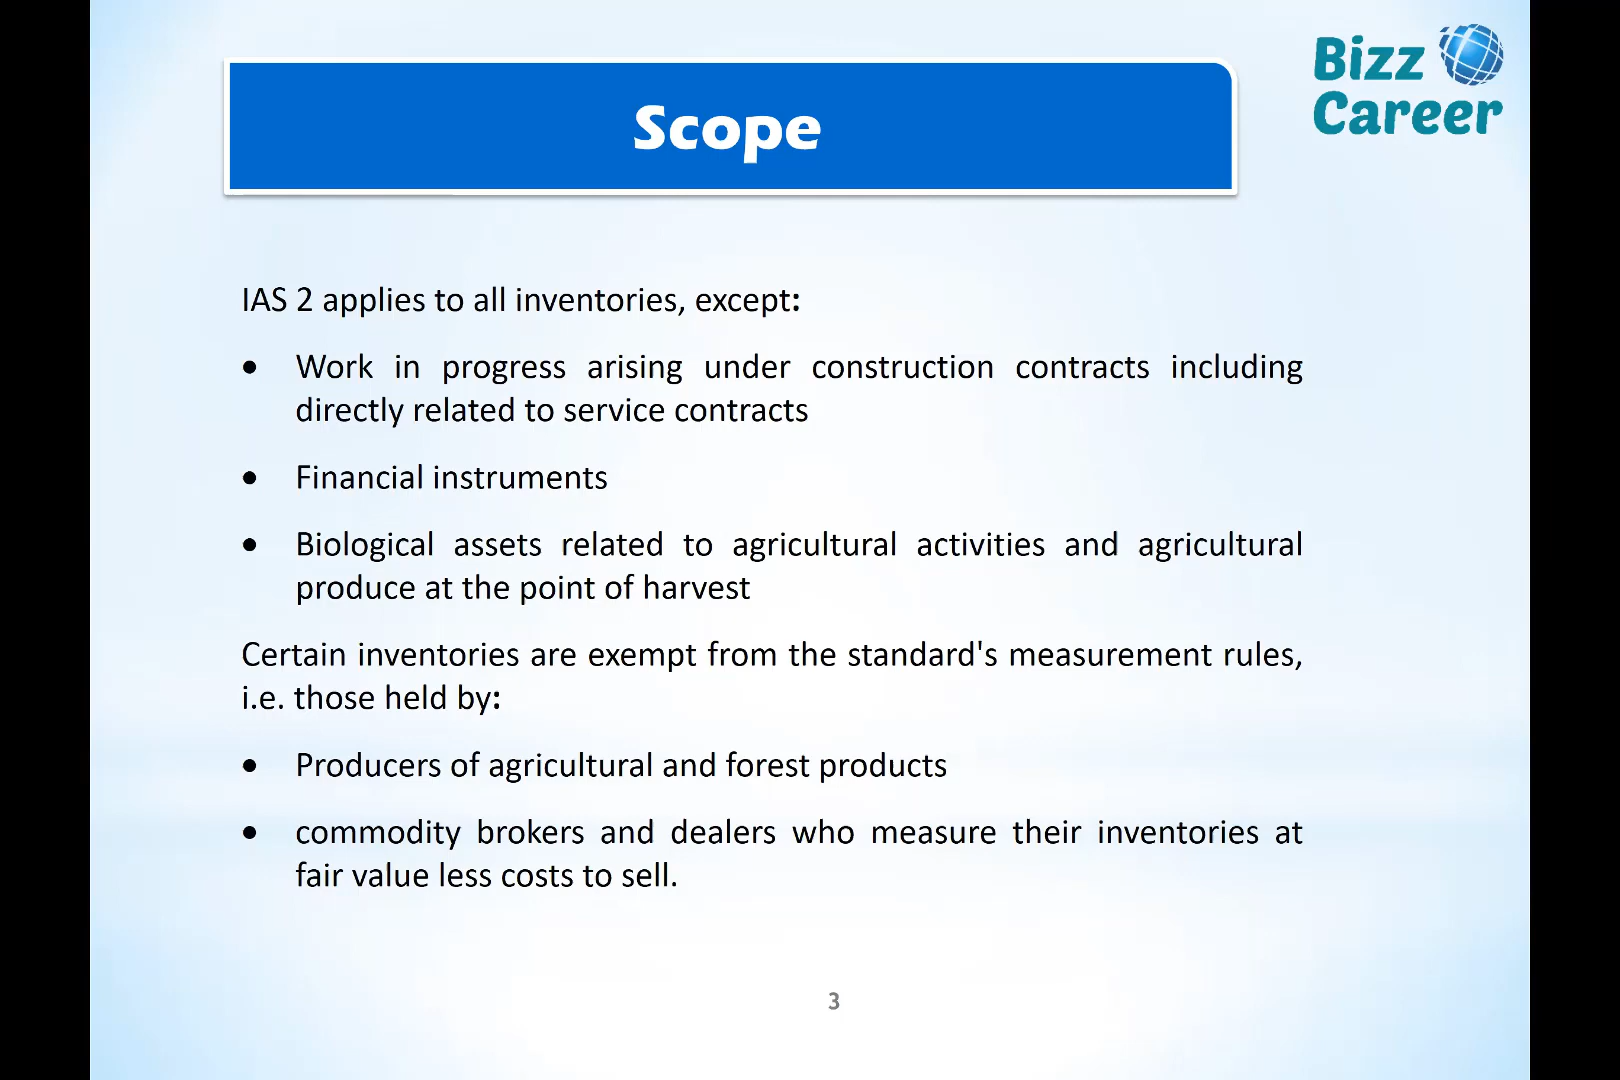 Bizz
Career
Scope
IAS 2 applies to all inventories, except:
• Work in progress arising under construction contracts including
directly related to service contracts
• Financial instruments
• Biological assets related to agricultural activities and agricultural
produce at the point of harvest
Certain inventories are exempt from the standard's measurement rules,
i.e. those held by:
• Producers of agricultural and forest products
• commodity brokers and dealers who measure their inventories at
fair value less costs to sell.
3